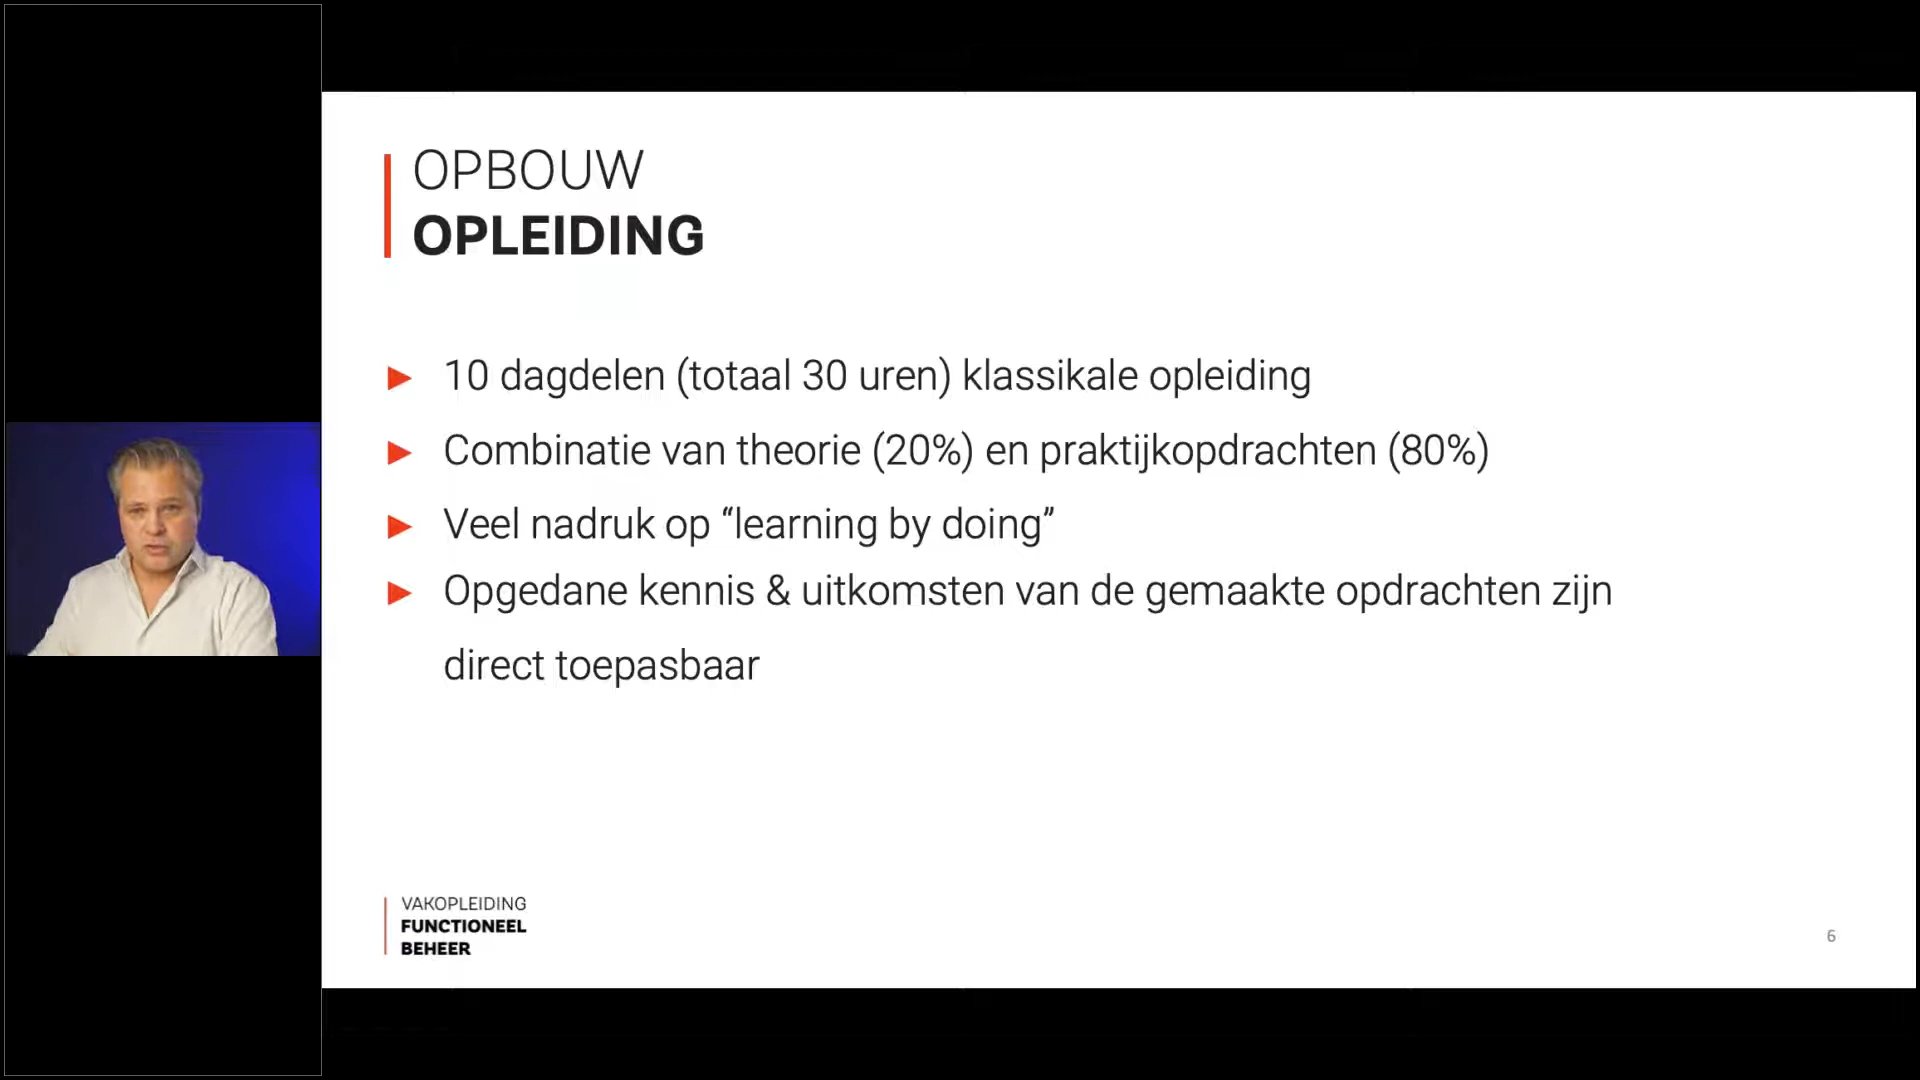 OPBOUW
OPLEIDING
► 10 dagdelen (totaal 30 uren) klassikale opleiding
► Combinatie van theorie (20%) en praktijkopdrachten (80%)
► Veel nadruk op “learning by doing”
► Opgedane kennis & uitkomsten van de gemaakte opdrachten zijn
direct toepasbaar
VAKOPLEIDING
FUNCTIONEEL
BEHEER
6